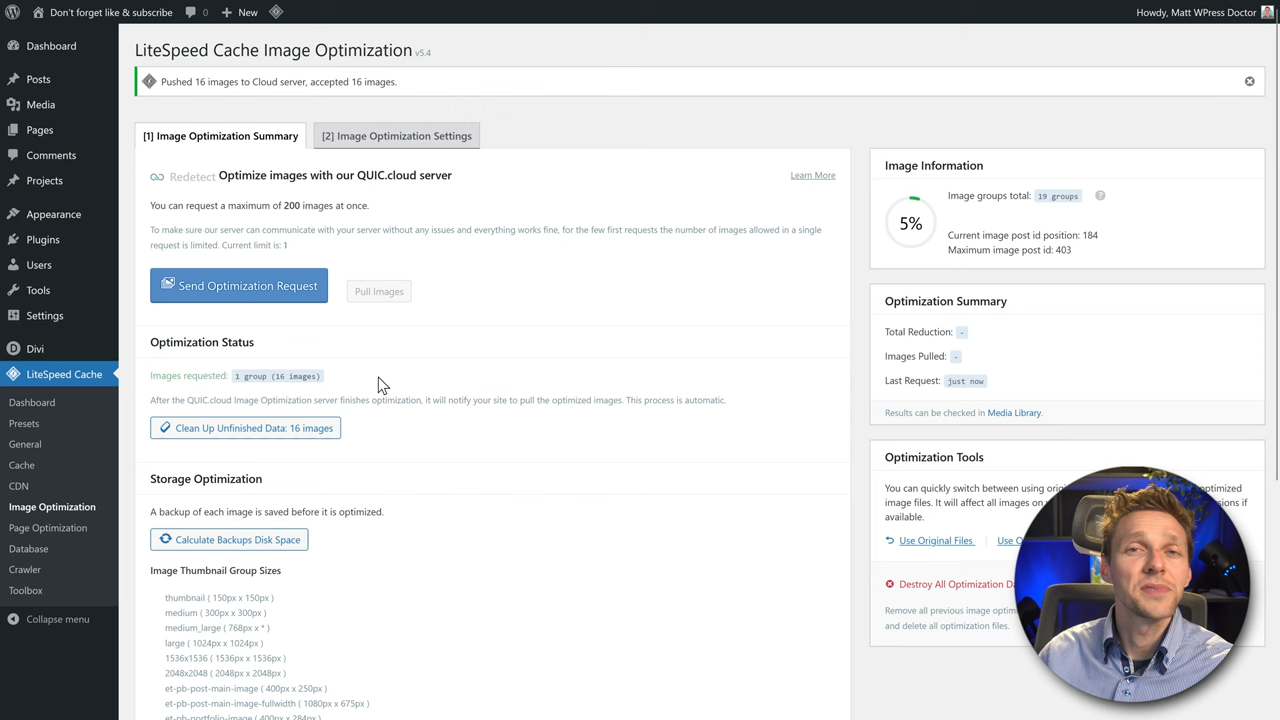 Don't forget like & subscribe
0
New
Howdy, Matt WPress Doctor
Dashboard
Posts
Media
Pages
Comments
Projects
Appearance
Plugins
Users
Tools
Settings
Divi
LiteSpeed Cache
Dashboard
Presets
General
Cache
CDN
Image Optimization
Page Optimization
Database
Crawler
Toolbox
Collapse menu
LiteSpeed Cache Image Optimization v5.4
Pushed 16 images to Cloud server, accepted 16 images.
[1] Image Optimization Summary
[2] Image Optimization Settings
Redetect Optimize images with our QUIC.cloud server
Learn More
You can request a maximum of 200 images at once.
To make sure our server can communicate with your server without any issues and everything works fine, for the few first requests the number of images allowed in a single
request is limited. Current limit is: 1
Send Optimization Request
Pull Images
Optimization Status
Images requested: 1 group (16 images)
After the QUIC.cloud Image Optimization server finishes optimization, it will notify your site to pull the optimized images. This process is automatic.
Clean Up Unfinished Data: 16 images
Storage Optimization
A backup of each image is saved before it is optimized.
Calculate Backups Disk Space
Image Thumbnail Group Sizes
thumbnail ( 150px x 150px )
medium ( 300px x 300px )
medium_large ( 768px x * )
large ( 1024px x 1024px )
1536x1536 ( 1536px x 1536px )
2048x2048 ( 2048px x 2048px )
et-pb-post-main-image ( 400px x 250px )
et-pb-post-main-image-fullwidth ( 1080px x 675px )
et-pb-portfolio-image ( 400px x 284px )
Image Information
5%
Image groups total: 19 groups ?
Current image post id position: 184
Maximum image post id: 403
Optimization Summary
Total Reduction: -
Images Pulled: -
Last Request: just now
Results can be checked in Media Library.
Optimization Tools
You can quickly switch between using orig
optimized
image files. It will affect all images on
sions if
available.
Use Original Files
Use O
Destroy All Optimization Da
Remove all previous image optim
and delete all optimization files.